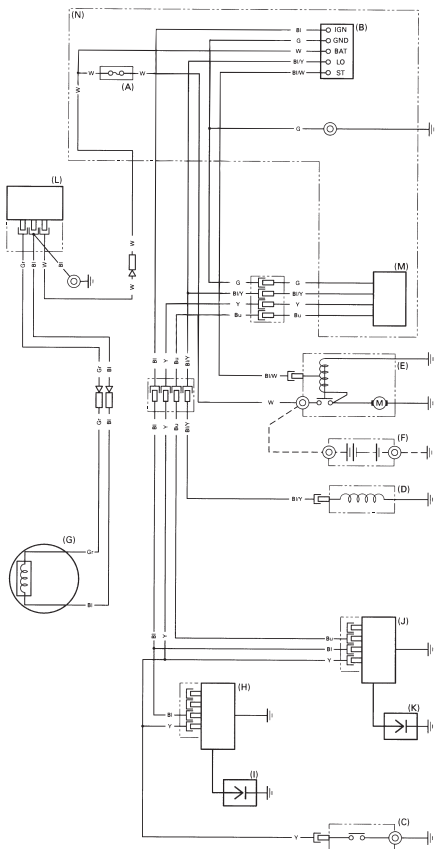 (N)
Bl IGN (B)
G GND
W BAT
Bl/Y LO
Bl/W ST
W W
(A)
W
G
(L)
W
Gr Bl W Bl
W
G G (M)
Bl/Y Bl/Y
Y Y
Bu Bu
Bl Y Bu Bl/Y
Bl/W (E)
Gr Bl
W M
Gr Bl
Bl Y Bu Bl/Y
(F)
Bl/Y (D)
(G)
Gr
Bl
Bl Y
(J)
Bu
Bl
Y
(H)
(K)
Bl
Y
(I)
(C)
Y